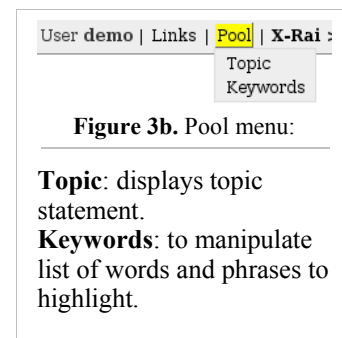 User demo | Links | Pool | X-Rai >
Topic
Keywords
Figure 3b. Pool menu:
Topic: displays topic
statement.
Keywords: to manipulate
list of words and phrases to
highlight.